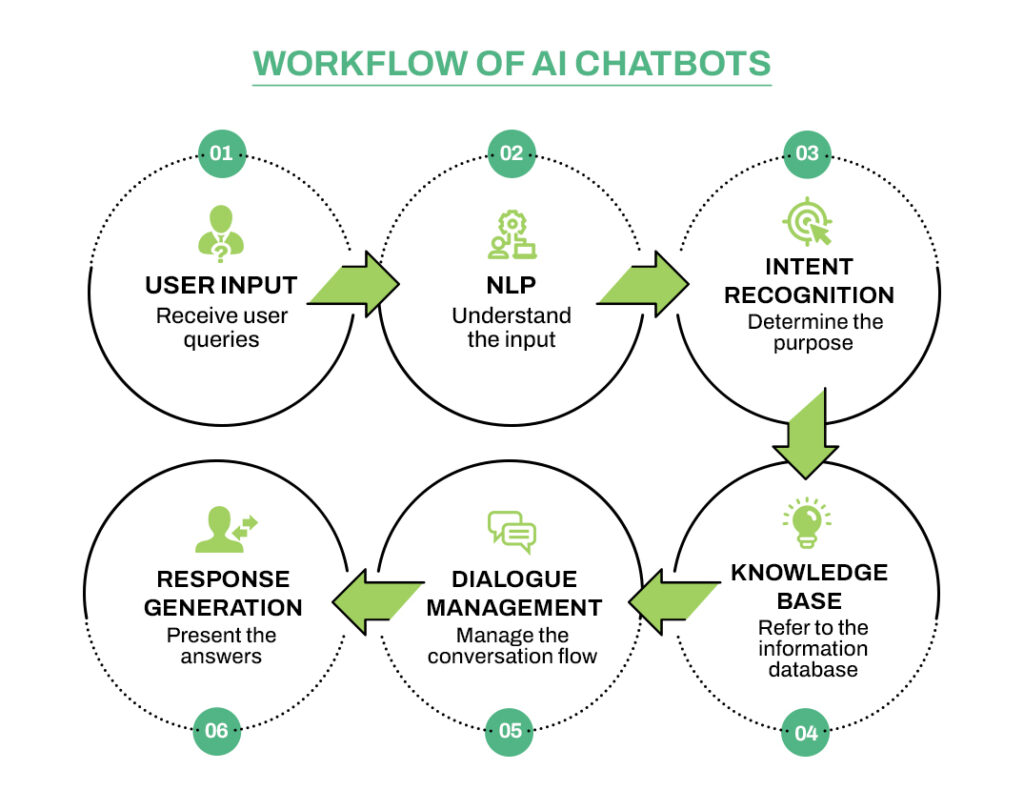 WORKFLOW OF AI CHATBOTS
01
USER INPUT
Receive user
queries
02
NLP
Understand
the input
03
INTENT
RECOGNITION
Determine the
purpose
04
KNOWLEDGE
BASE
Refer to the
information
database
05
DIALOGUE
MANAGEMENT
Manage the
conversation flow
06
RESPONSE
GENERATION
Present the
answers
?